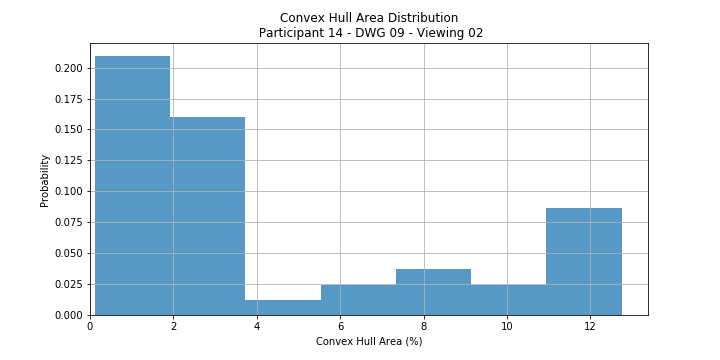 Convex Hull Area Distribution
Participant 14 - DWG 09 - Viewing 02
0.200
0.175
0.150
0.125
0.100
0.075
0.050
0.025
0.000
Probability
0 2 4 6 8 10 12
Convex Hull Area (%)